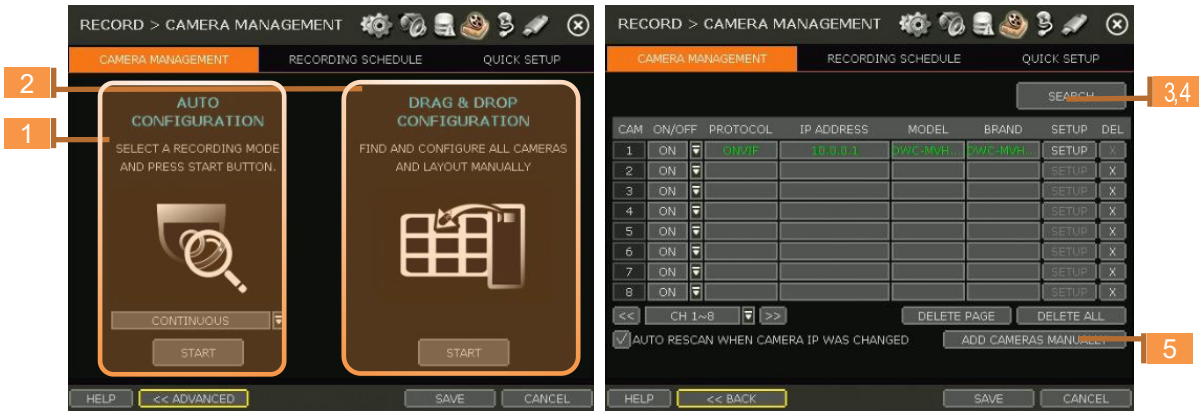 RECORD > CAMERA MANAGEMENT
CAMERA MANAGEMENT RECORDING SCHEDULE QUICK SETUP
2
1
AUTO
CONFIGURATION
SELECT A RECORDING MODE
AND PRESS START BUTTON.
CONTINUOUS
START
DRAG & DROP
CONFIGURATION
FIND AND CONFIGURE ALL CAMERAS
AND LAYOUT MANUALLY
START
HELP << ADVANCED SAVE CANCEL
RECORD > CAMERA MANAGEMENT
CAMERA MANAGEMENT RECORDING SCHEDULE QUICK SETUP
SEARCH
3,4
CAM ON/OFF PROTOCOL IP ADDRESS MODEL BRAND SETUP DEL
1 ON ONVIF 10.0.0.1 DWC-MVH... DWC-MVH... SETUP X
2 ON SETUP X
3 ON SETUP X
4 ON SETUP X
5 ON SETUP X
6 ON SETUP X
7 ON SETUP X
8 ON SETUP X
<< CH 1~8 >> DELETE PAGE DELETE ALL
AUTO RESCAN WHEN CAMERA IP WAS CHANGED ADD CAMERAS MANUALLY
5
HELP << BACK SAVE CANCEL